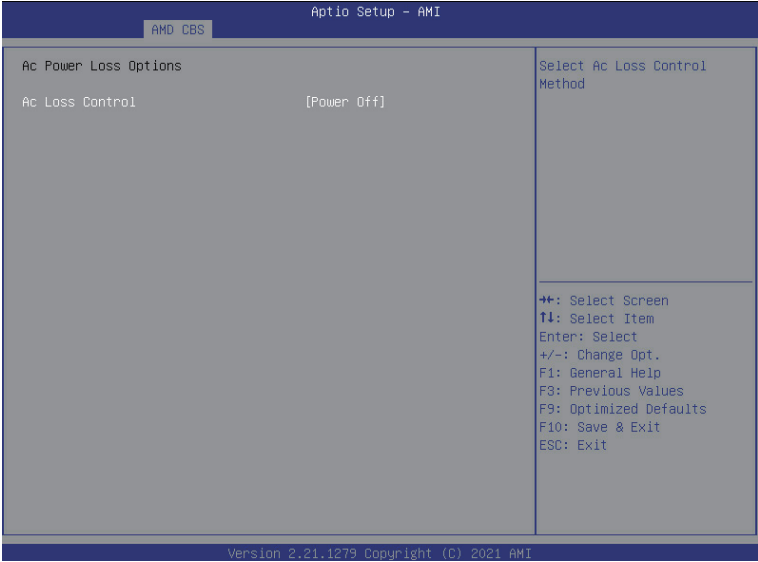 Aptio Setup – AMI
AMD CBS
Ac Power Loss Options
Ac Loss Control [Power Off]
Select Ac Loss Control
Method
→←: Select Screen
↑↓: Select Item
Enter: Select
+/-: Change Opt.
F1: General Help
F3: Previous Values
F9: Optimized Defaults
F10: Save & Exit
ESC: Exit
Version 2.21.1279 Copyright (C) 2021 AMI